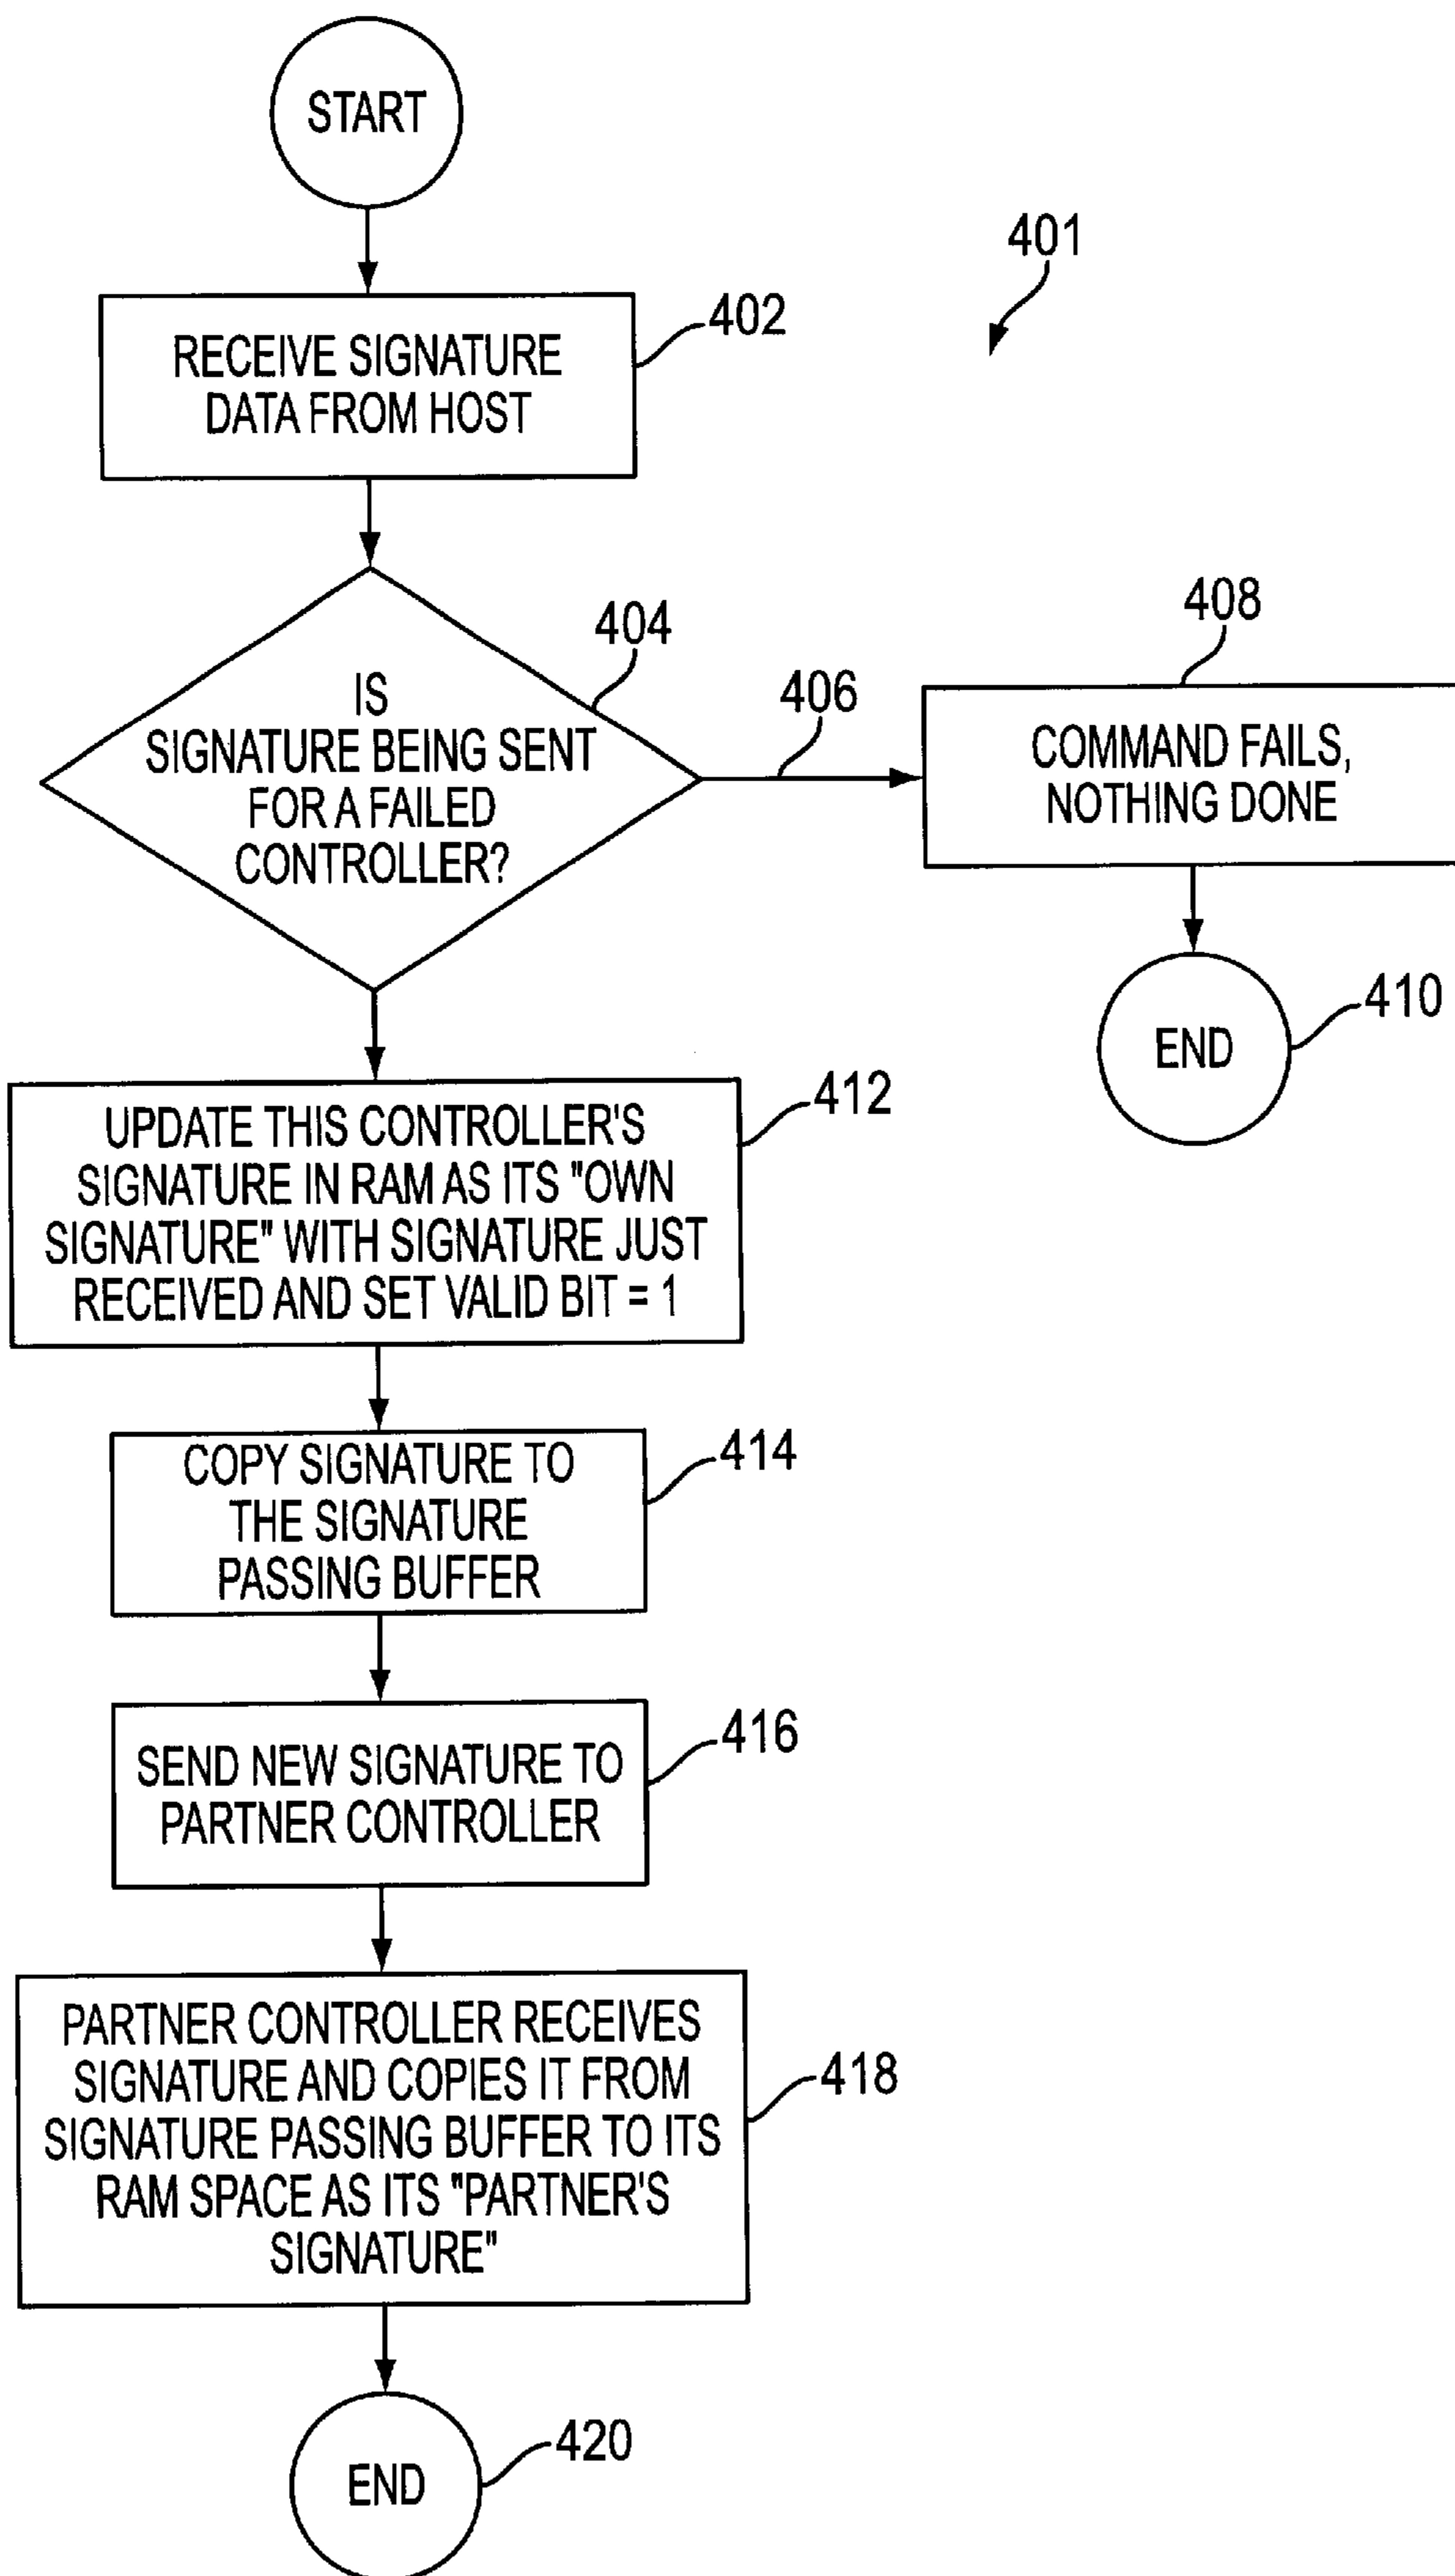 START
401
402
RECEIVE SIGNATURE
DATA FROM HOST
404
IS
SIGNATURE BEING SENT
FOR A FAILED
CONTROLLER?
406
408
COMMAND FAILS,
NOTHING DONE
END
410
412
UPDATE THIS CONTROLLER'S
SIGNATURE IN RAM AS ITS "OWN
SIGNATURE" WITH SIGNATURE JUST
RECEIVED AND SET VALID BIT = 1
414
COPY SIGNATURE TO
THE SIGNATURE
PASSING BUFFER
416
SEND NEW SIGNATURE TO
PARTNER CONTROLLER
418
PARTNER CONTROLLER RECEIVES
SIGNATURE AND COPIES IT FROM
SIGNATURE PASSING BUFFER TO ITS
RAM SPACE AS ITS "PARTNER'S
SIGNATURE"
420
END